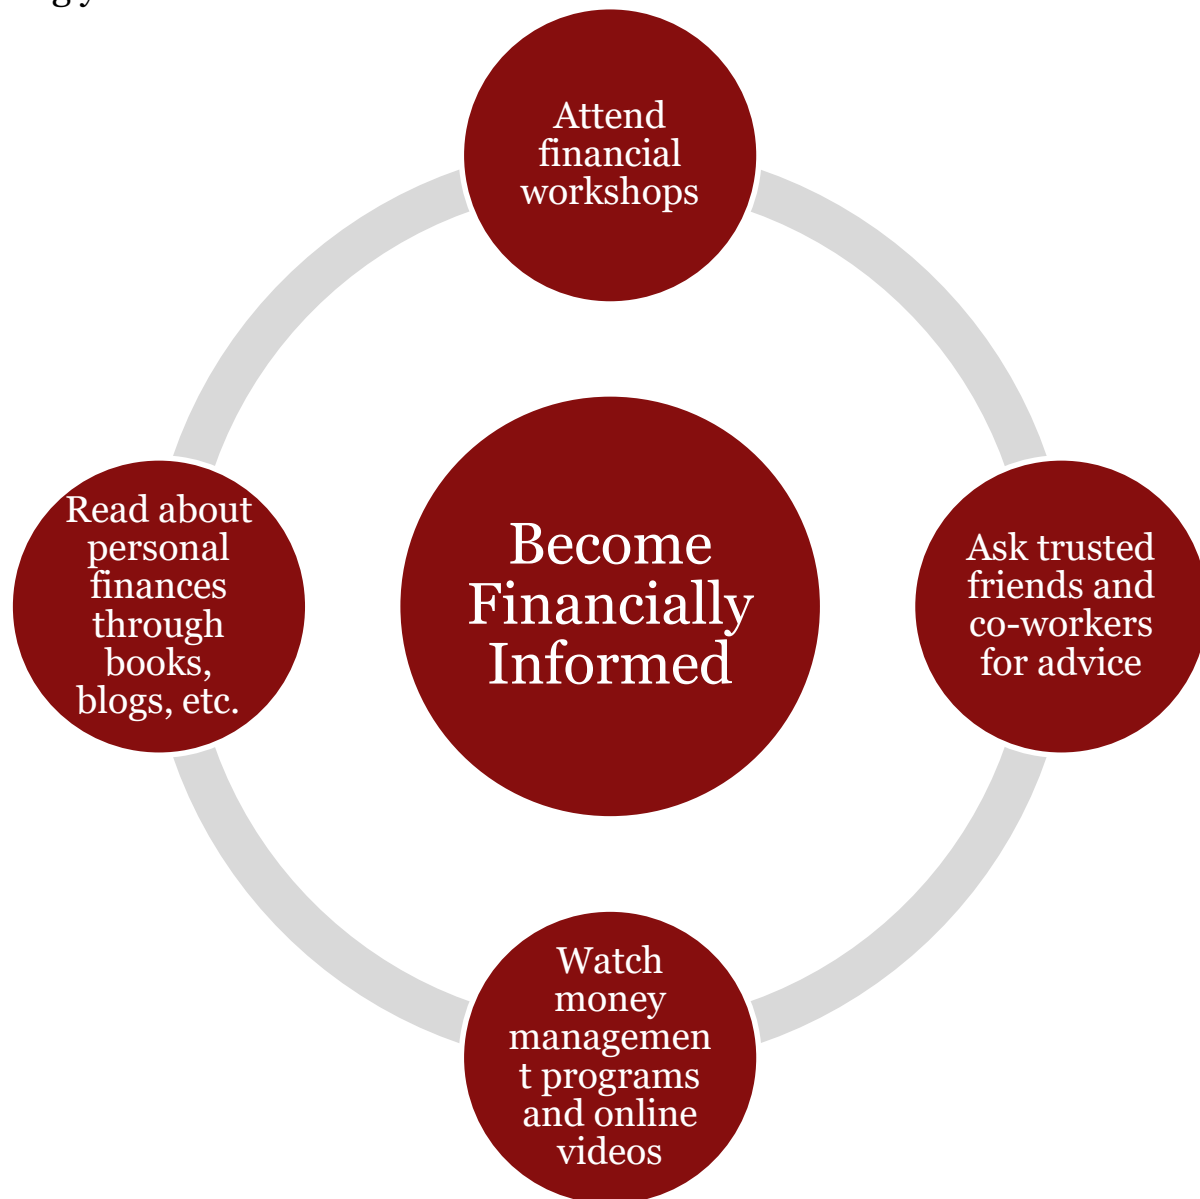 Attend
financial
workshops
Become
Financially
Informed
Ask trusted
friends and
co-workers
for advice
Watch
money
managemen
t programs
and online
videos
Read about
personal
finances
through
books,
blogs, etc.